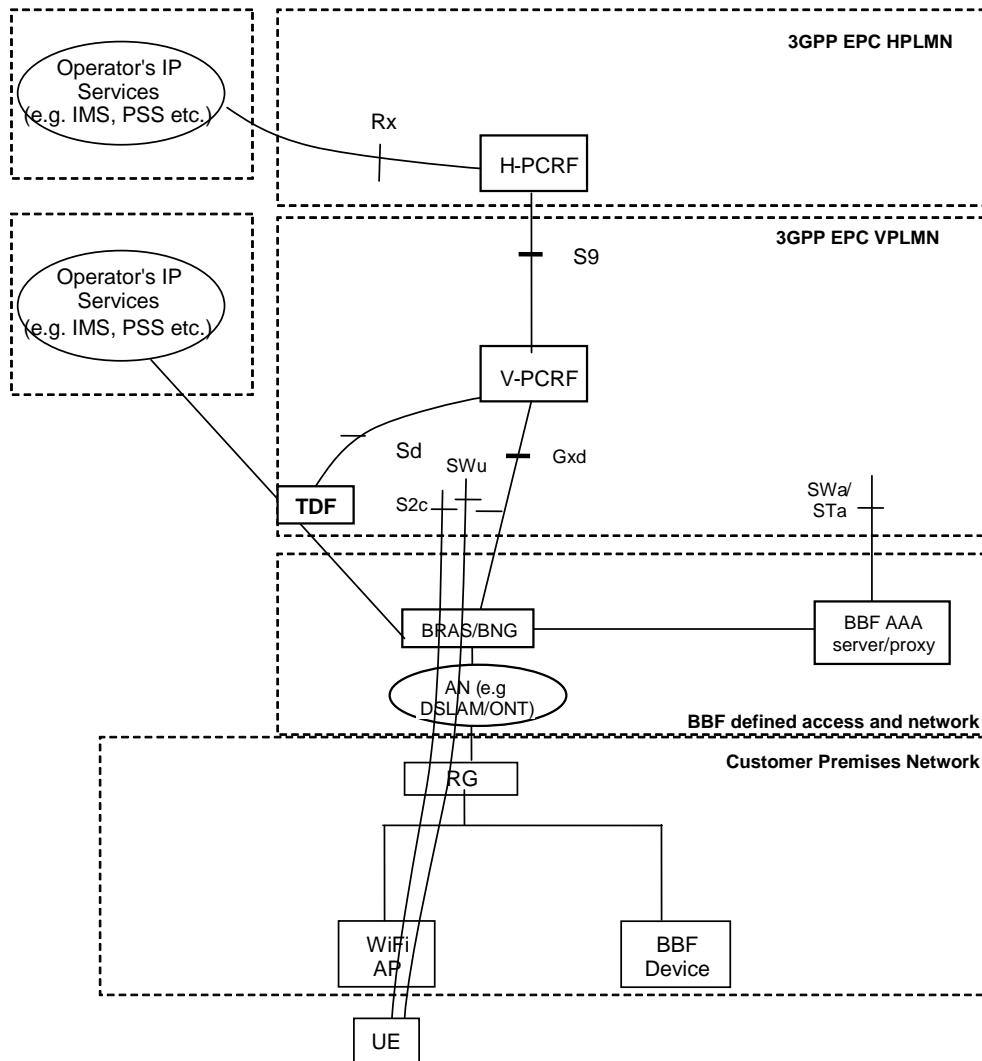 3GPP EPC HPLMN
Operator's IP
Services
(e.g. IMS, PSS etc.)
Rx
H-PCRF
3GPP EPC VPLMN
S9
Operator's IP
Services
(e.g. IMS, PSS etc.)
V-PCRF
Sd
Gxd
SWu
SWa/
STa
TDF
S2c
BRAS/BNG
BBF AAA
server/proxy
AN (e.g
DSLAM/ONT)
BBF defined access and network
Customer Premises Network
RG
WiFi
AP
BBF
Device
UE